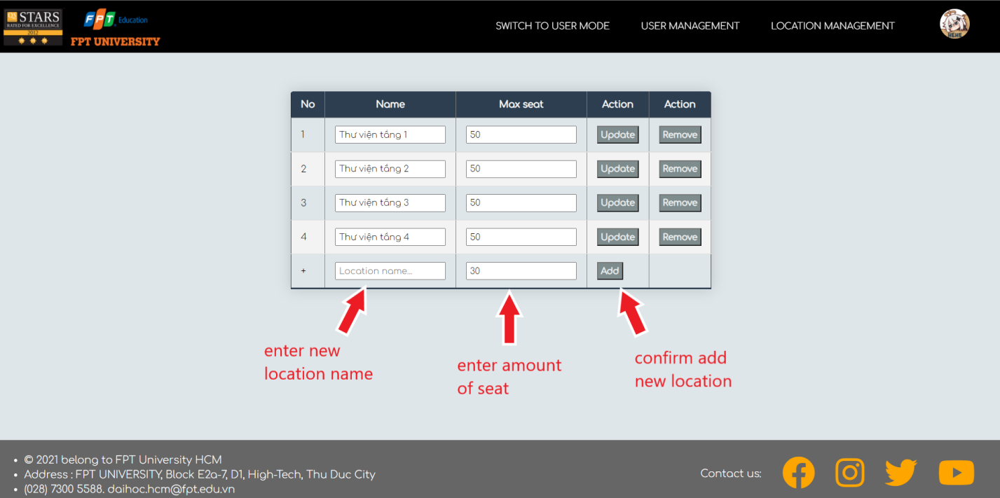 QS STARS
RATED FOR EXCELLENCE
2012
FPT Education
FPT UNIVERSITY
SWITCH TO USER MODE
USER MANAGEMENT
LOCATION MANAGEMENT
HEHE
No Name Max seat Action Action
1 Thư viện tầng 1 50 Update Remove
2 Thư viện tầng 2 50 Update Remove
3 Thư viện tầng 3 50 Update Remove
4 Thư viện tầng 4 50 Update Remove
+ Location name... 30 Add
enter new
location name
enter amount
of seat
confirm add
new location
• © 2021 belong to FPT University HCM
• Address : FPT UNIVERSITY, Block E2a-7, D1, High-Tech, Thu Duc City
• (028) 7300 5588. daihoc.hcm@fpt.edu.vn
Contact us: